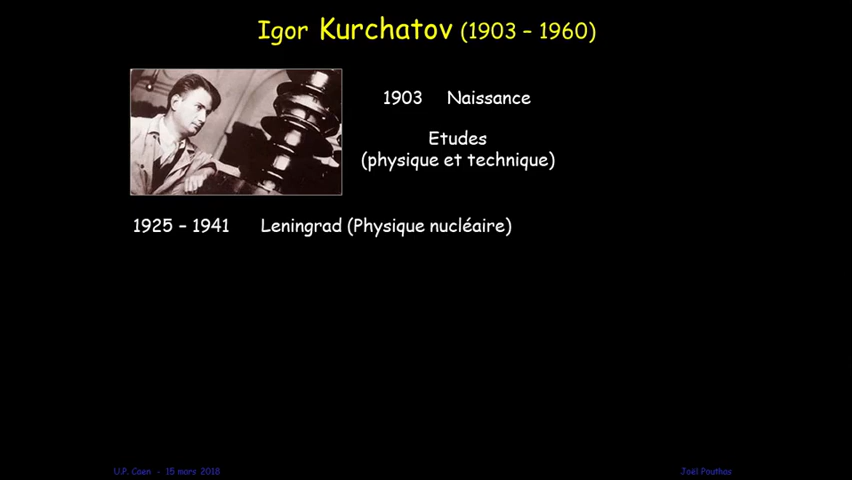 Igor Kurchatov (1903 – 1960)
1903 Naissance
Etudes
(physique et technique)
1925 – 1941 Leningrad (Physique nucléaire)
U.P. Caen - 15 mars 2018
Joël Pouthas